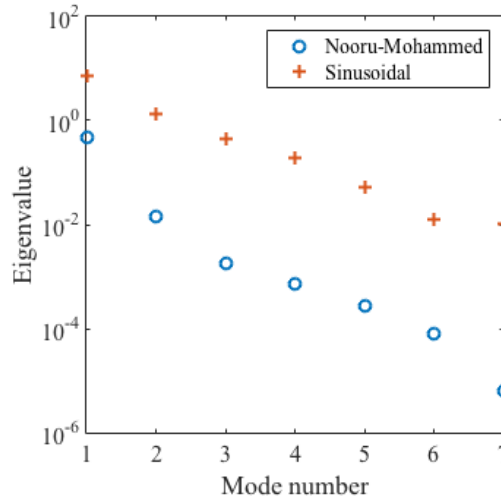 10^2
Nooru-Mohammed
Sinusoidal
10^0
10^-2
10^-4
10^-6
Eigenvalue
1 2 3 4 5 6 7
Mode number